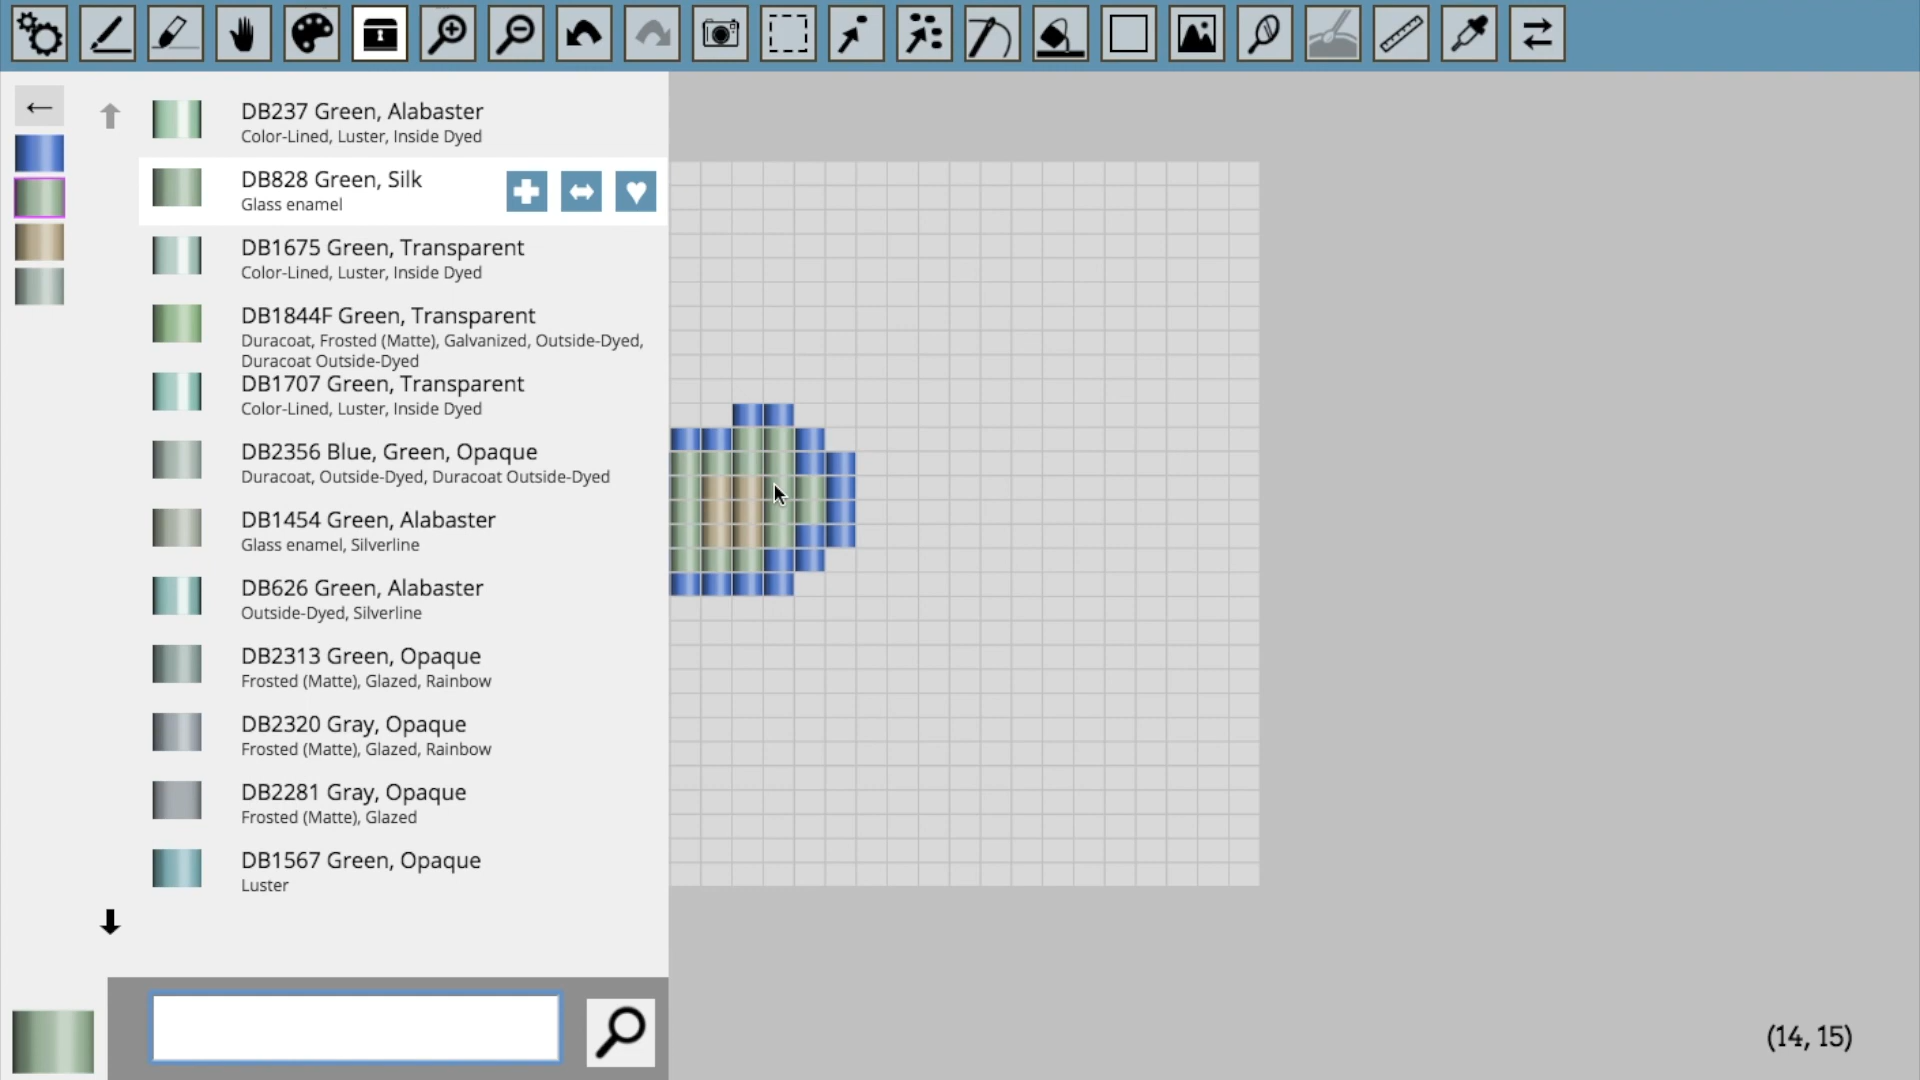 DB237 Green, Alabaster
Color-Lined, Luster, Inside Dyed
DB828 Green, Silk
Glass enamel
DB1675 Green, Transparent
Color-Lined, Luster, Inside Dyed
DB1844F Green, Transparent
Duracoat, Frosted (Matte), Galvanized, Outside-Dyed,
Duracoat Outside-Dyed
DB1707 Green, Transparent
Color-Lined, Luster, Inside Dyed
DB2356 Blue, Green, Opaque
Duracoat, Outside-Dyed, Duracoat Outside-Dyed
DB1454 Green, Alabaster
Glass enamel, Silverline
DB626 Green, Alabaster
Outside-Dyed, Silverline
DB2313 Green, Opaque
Frosted (Matte), Glazed, Rainbow
DB2320 Gray, Opaque
Frosted (Matte), Glazed, Rainbow
DB2281 Gray, Opaque
Frosted (Matte), Glazed
DB1567 Green, Opaque
Luster
(14, 15)